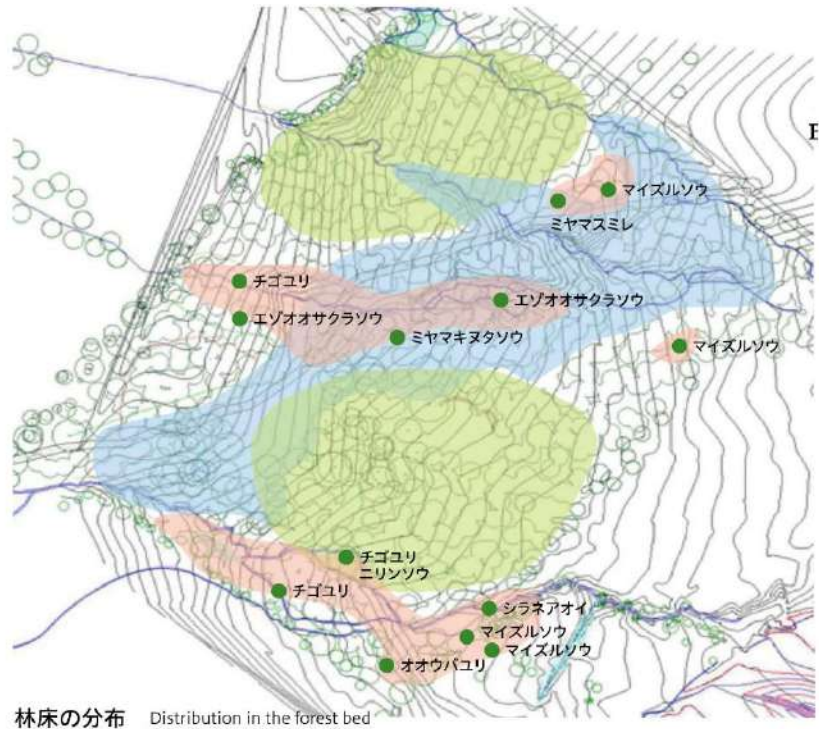 マイズルソウ
ミヤマスミレ
チゴユリ
エゾオオサクラソウ
エゾオオサクラソウ
ミヤマキヌタソウ
マイズルソウ
チゴユリ
ニリンソウ
チゴユリ
シラネアオイ
マイズルソウ
マイズルソウ
オオウバユリ
林床の分布 Distribution in the forest bed